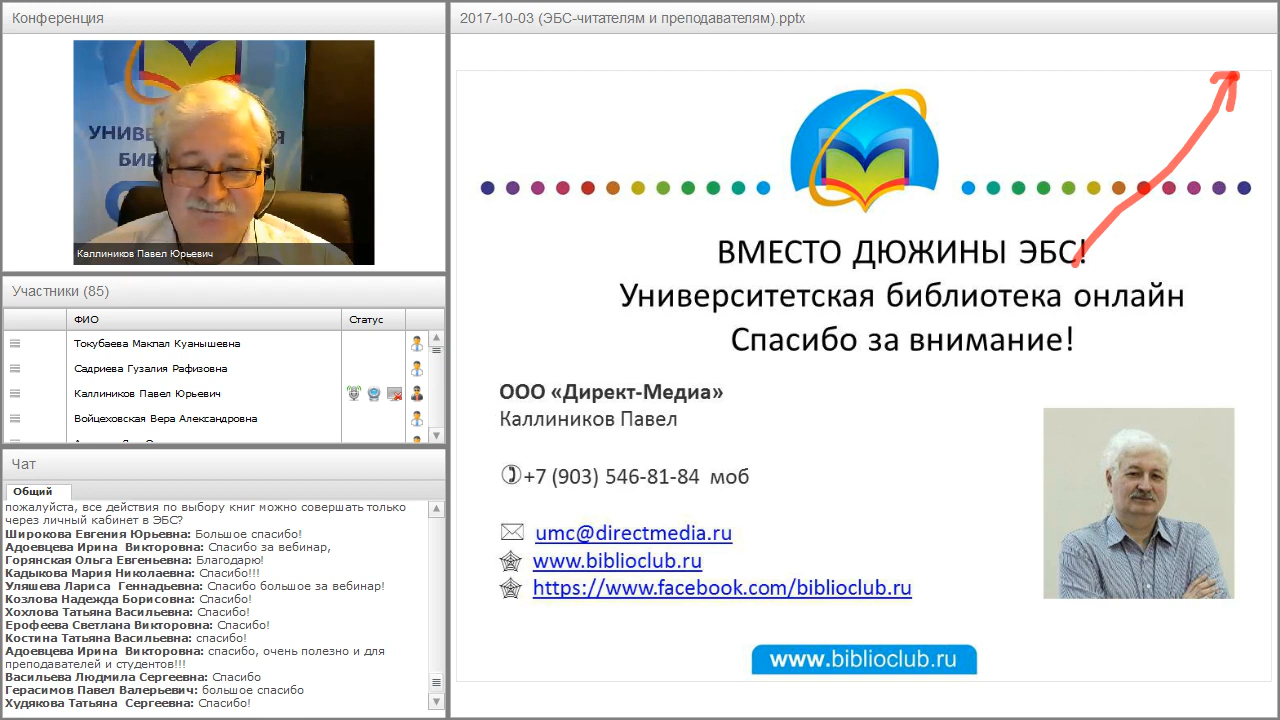 Конференция
УНИВЕ
БИБ
Каллиников Павел Юрьевич
Участники (85)
ФИО
Статус
Токубаева Макпал Куанышевна
Садриева Гузалия Рафизовна
Каллиников Павел Юрьевич
Войцеховская Вера Александровна
Чат
Общий
пожалуйста, все действия по выбору книг можно совершать только
через личный кабинет в ЭБС?
Широкова Евгения Юрьевна: Большое спасибо!
Адоевцева Ирина Викторовна: Спасибо за вебинар,
Горянская Ольга Евгеньевна: Благодарю!
Кадыкова Мария Николаевна: Спасибо!!!
Уляшева Лариса Геннадьевна: Спасибо большое за вебинар!
Козлова Надежда Борисовна: Спасибо!
Хохлова Татьяна Васильевна: Спасибо!
Ерофеева Светлана Викторовна: Спасибо!
Костина Татьяна Васильевна: спасибо!
Адоевцева Ирина Викторовна: спасибо, очень полезно и для
преподавателей и студентов!!!
Васильева Людмила Сергеевна: Спасибо
Герасимов Павел Валерьевич: большое спасибо
Худякова Татьяна Сергеевна: Спасибо!
2017-10-03 (ЭБС-читателям и преподавателям).pptx
ВМЕСТО ДЮЖИНЫ ЭБС!
Университетская библиотека онлайн
Спасибо за внимание!
ООО «Директ-Медиа»
Каллиников Павел
+7 (903) 546-81-84 моб
umc@directmedia.ru
www.biblioclub.ru
https://www.facebook.com/biblioclub.ru
www.biblioclub.ru